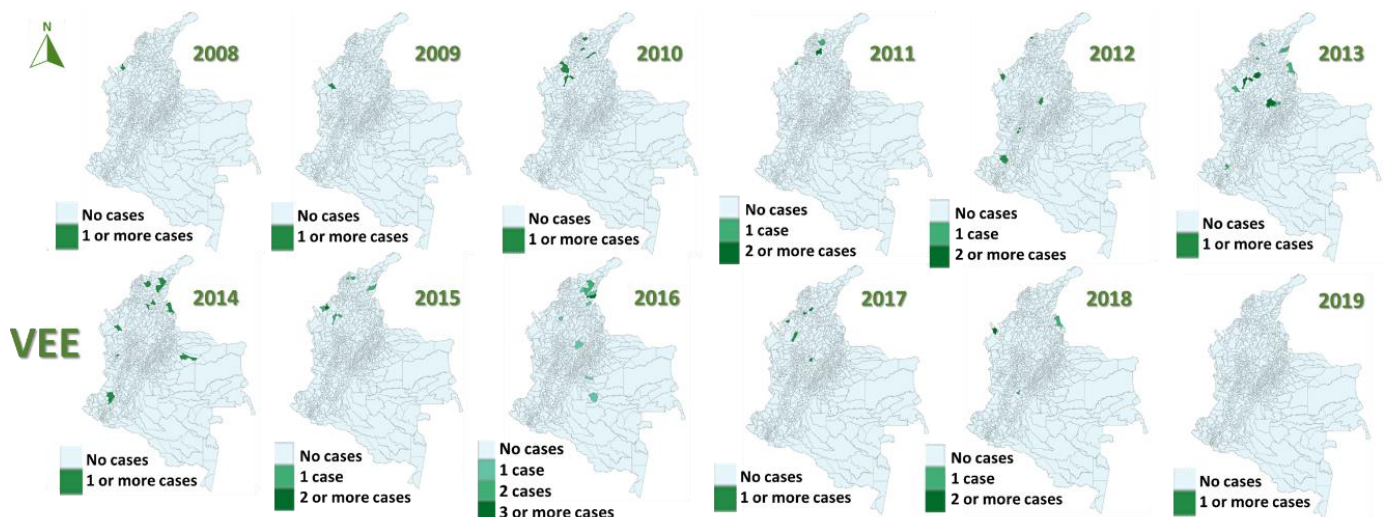 N
2008
No cases
1 or more cases
2009
No cases
1 or more cases
2010
No cases
1 or more cases
2011
No cases
1 case
2 or more cases
2012
No cases
1 case
2 or more cases
2013
No cases
1 or more cases
VEE
2014
No cases
1 or more cases
2015
No cases
1 case
2 or more cases
2016
No cases
1 case
2 cases
3 or more cases
2017
No cases
1 or more cases
2018
No cases
1 case
2 or more cases
2019
No cases
1 or more cases